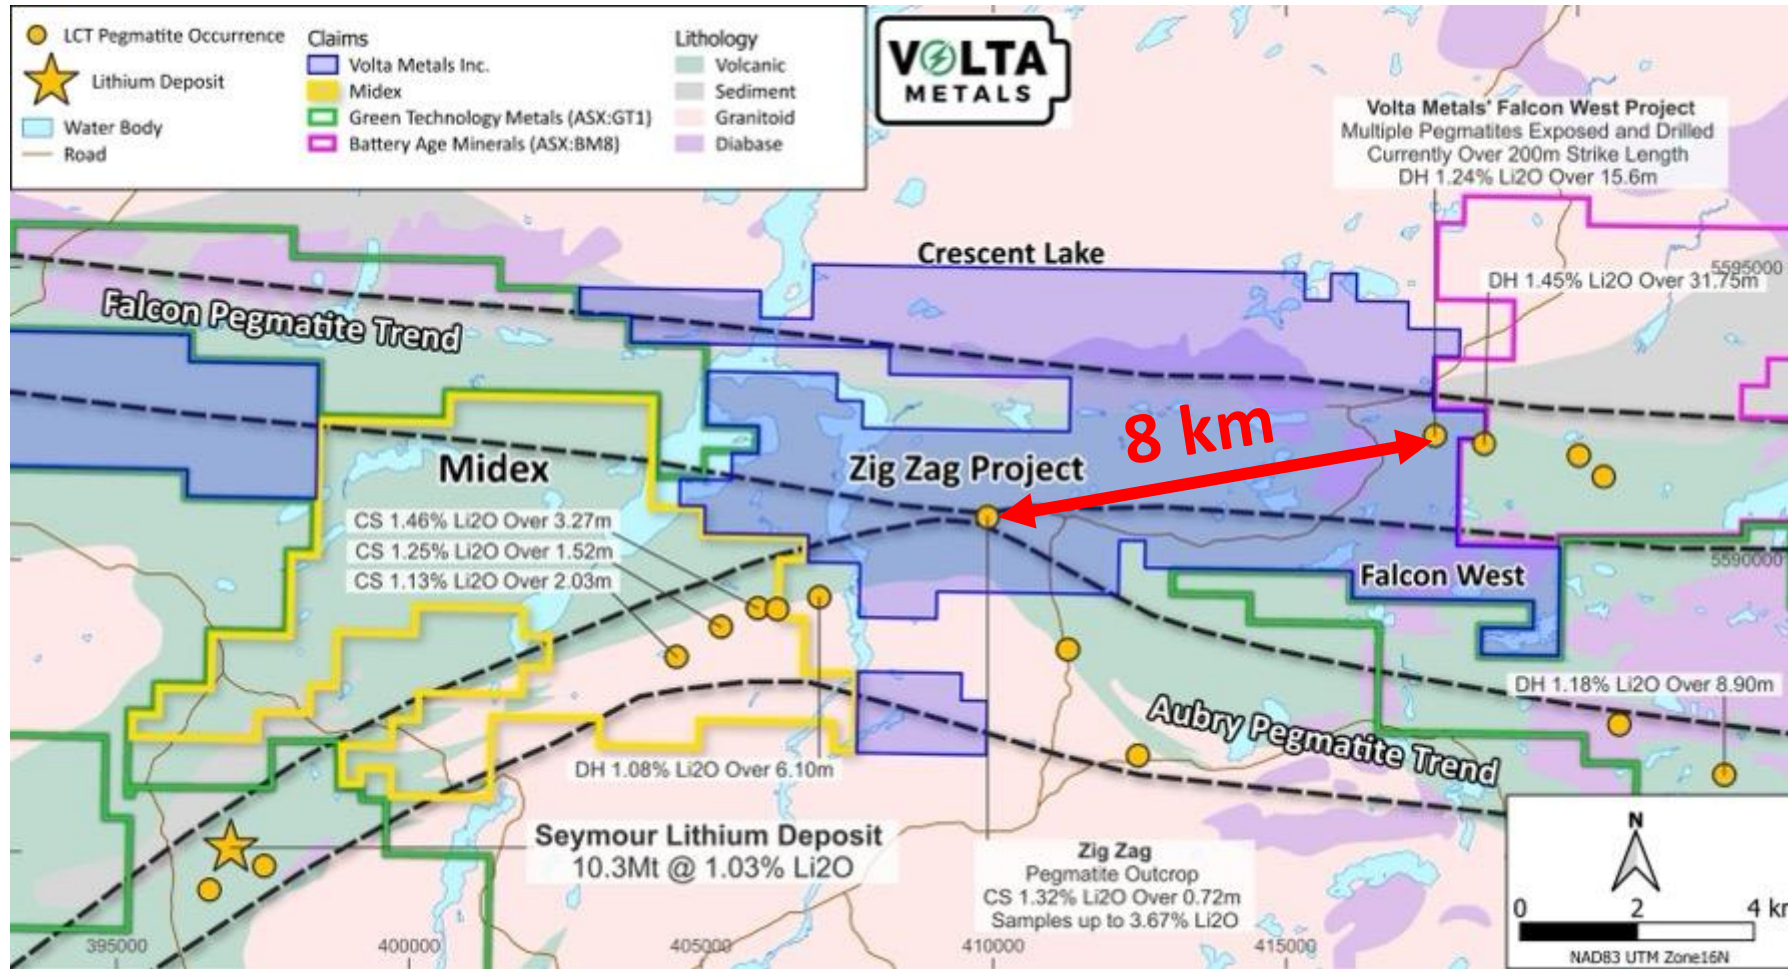 LCT Pegmatite Occurrence
Lithium Deposit
Water Body
Road
Claims
Volta Metals Inc.
Midex
Green Technology Metals (ASX:GT1)
Battery Age Minerals (ASX:BM8)
Lithology
Volcanic
Sediment
Granitoid
Diabase
VOLTA
METALS
Volta Metals' Falcon West Project
Multiple Pegmatites Exposed and Drilled
Currently Over 200m Strike Length
DH 1.24% Li2O Over 15.6m
Crescent Lake
5595000
DH 1.45% Li2O Over 31.75m
Falcon Pegmatite Trend
8 km
Midex
Zig Zag Project
CS 1.46% Li2O Over 3.27m
CS 1.25% Li2O Over 1.52m
CS 1.13% Li2O Over 2.03m
5590000
Falcon West
DH 1.18% Li2O Over 8.90m
Aubry Pegmatite Trend
DH 1.08% Li2O Over 6.10m
Seymour Lithium Deposit
10.3Mt @ 1.03% Li2O
Zig Zag
Pegmatite Outcrop
CS 1.32% Li2O Over 0.72m
Samples up to 3.67% Li2O
N
0 2 4 km
NAD83 UTM Zone16N
395000 400000 405000 410000 415000